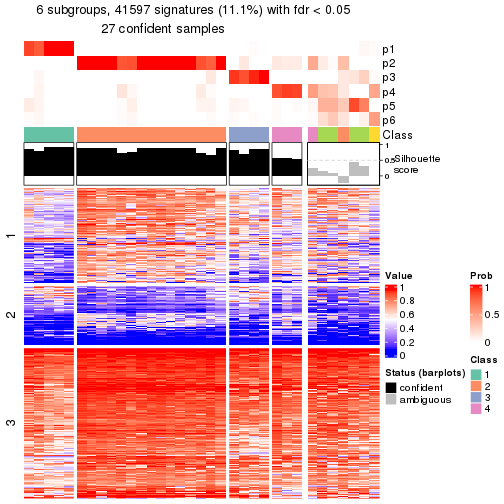 6 subgroups, 41597 signatures (11.1%) with fdr < 0.05
27 confident samples
p1
p2
p3
p4
p5
p6
Class
1
0.5
0
Silhouette
score
1
2
3
Value
1
0.8
0.6
0.4
0.2
0
Status (barplots)
confident
ambiguous
Prob
1
0.5
0
Class
1
2
3
4